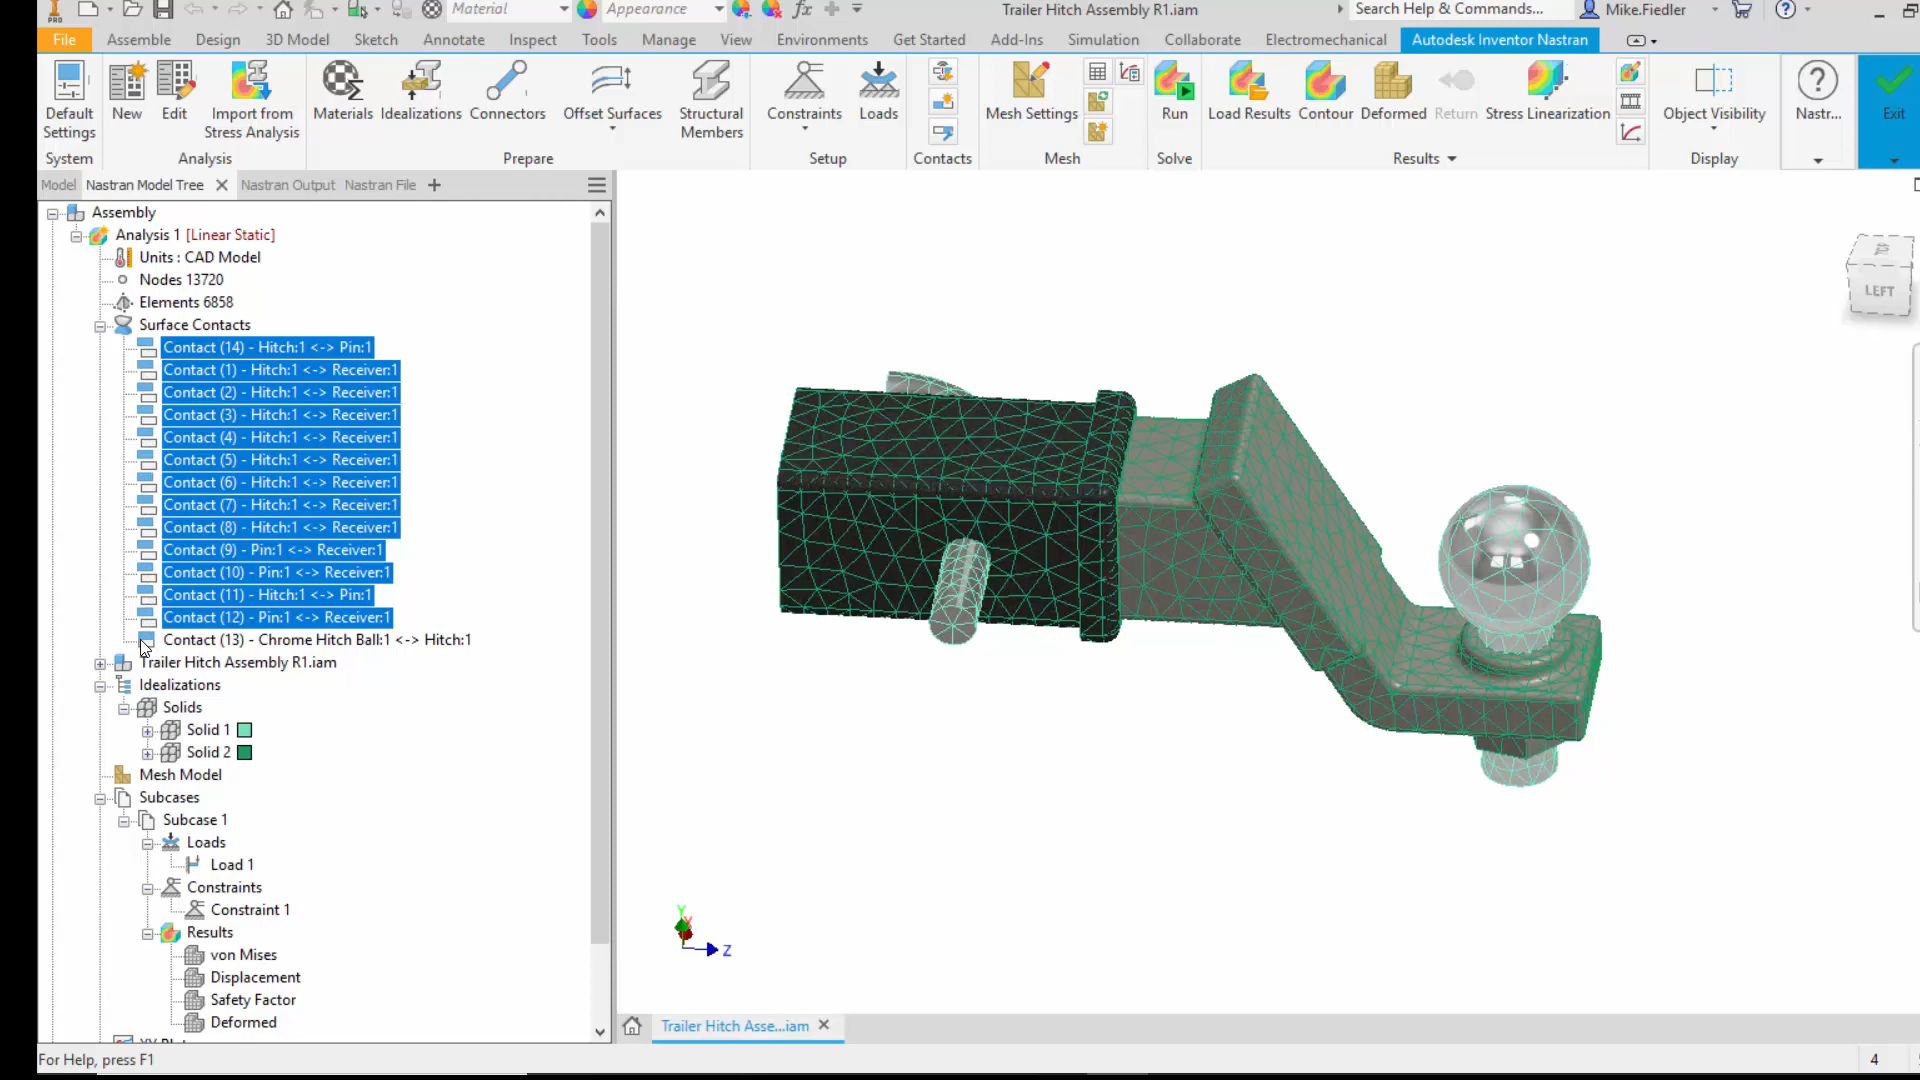 PRO
Material
Appearance
fx
Trailer Hitch Assembly R1.iam
Search Help & Commands...
Mike.Fiedler
File
Assemble
Design
3D Model
Sketch
Annotate
Inspect
Tools
Manage
View
Environments
Get Started
Add-Ins
Simulation
Collaborate
Electromechanical
Autodesk Inventor Nastran
Default
Settings
New
Edit
Import from
Stress Analysis
Materials
Idealizations
Connectors
Offset Surfaces
Structural
Members
Constraints
Loads
Mesh Settings
Run
Load Results
Contour
Deformed
Return
Stress Linearization
Object Visibility
Nastr...
Exit
System
Analysis
Prepare
Setup
Contacts
Mesh
Solve
Results
Display
Model
Nastran Model Tree
Nastran Output
Nastran File
Assembly
Analysis 1 [Linear Static]
Units : CAD Model
Nodes 13720
Elements 6858
Surface Contacts
Contact (14) - Hitch:1 <-> Pin:1
Contact (1) - Hitch:1 <-> Receiver:1
Contact (2) - Hitch:1 <-> Receiver:1
Contact (3) - Hitch:1 <-> Receiver:1
Contact (4) - Hitch:1 <-> Receiver:1
Contact (5) - Hitch:1 <-> Receiver:1
Contact (6) - Hitch:1 <-> Receiver:1
Contact (7) - Hitch:1 <-> Receiver:1
Contact (8) - Hitch:1 <-> Receiver:1
Contact (9) - Pin:1 <-> Receiver:1
Contact (10) - Pin:1 <-> Receiver:1
Contact (11) - Hitch:1 <-> Pin:1
Contact (12) - Pin:1 <-> Receiver:1
Contact (13) - Chrome Hitch Ball:1 <-> Hitch:1
Trailer Hitch Assembly R1.iam
Idealizations
Solids
Solid 1
Solid 2
Mesh Model
Subcases
Subcase 1
Loads
Load 1
Constraints
Constraint 1
Results
von Mises
Displacement
Safety Factor
Deformed
TOP
LEFT
Y
Z
Trailer Hitch Asse...iam
For Help, press F1
4